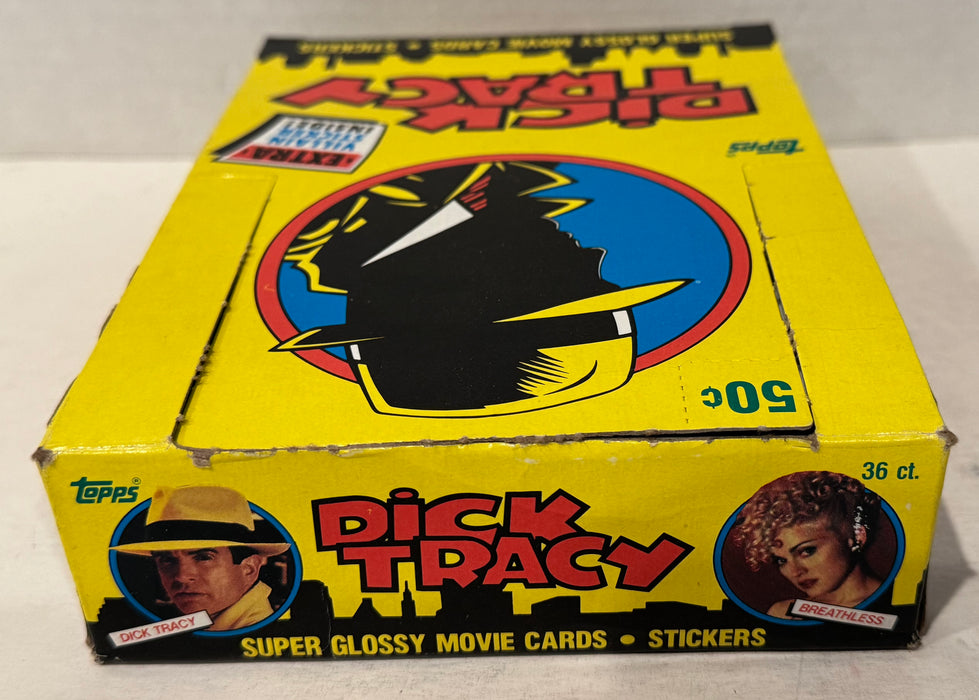 SUPER GLOSSY MOVIE CARDS • STICKERS
DiCK
TRACY
EXTRA
VILLAIN
STICKER
INSIDE!
Topps®
50¢
Topps®
36 ct.
DiCK
TRACY
DICK TRACY
BREATHLESS
SUPER GLOSSY MOVIE CARDS • STICKERS